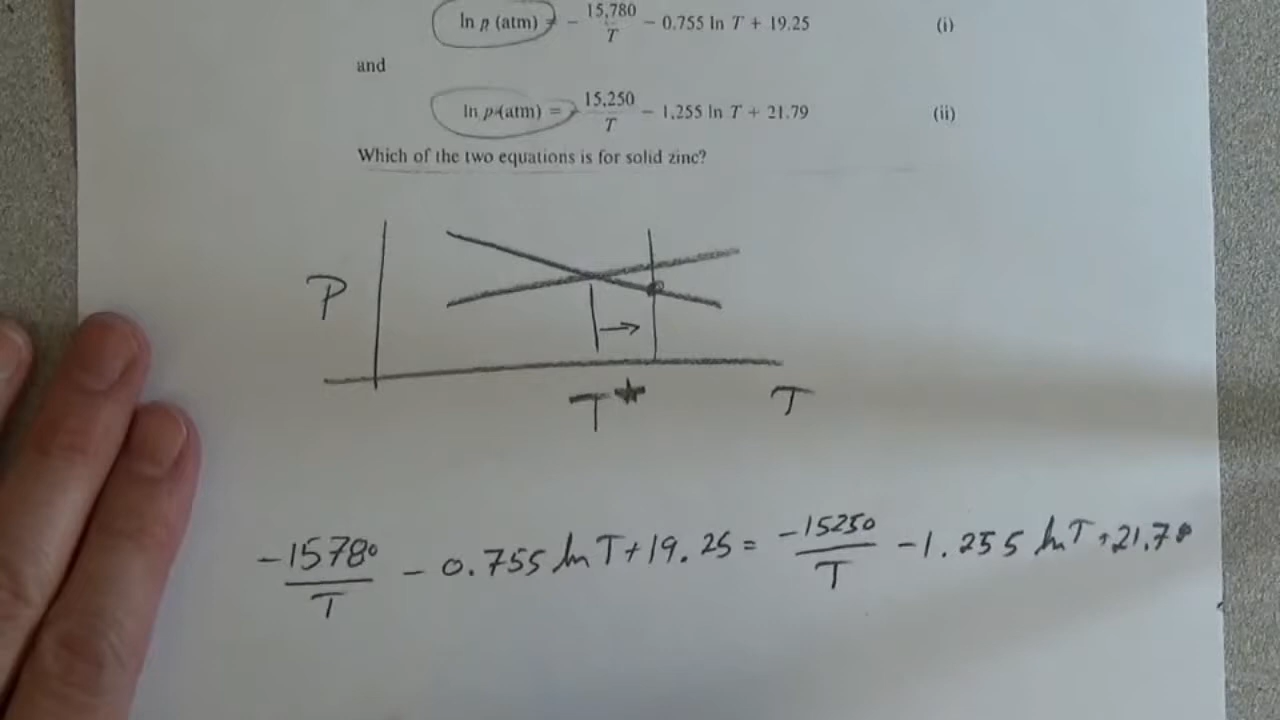 ln p (atm) = - 15,780/T - 0.755 ln T + 19.25 (i)
and
ln p (atm) = - 15,250/T - 1.255 ln T + 21.79 (ii)
Which of the two equations is for solid zinc?
P
T* T
-15780/T - 0.755 ln T + 19.25 = -15250/T - 1.255 ln T + 21.79